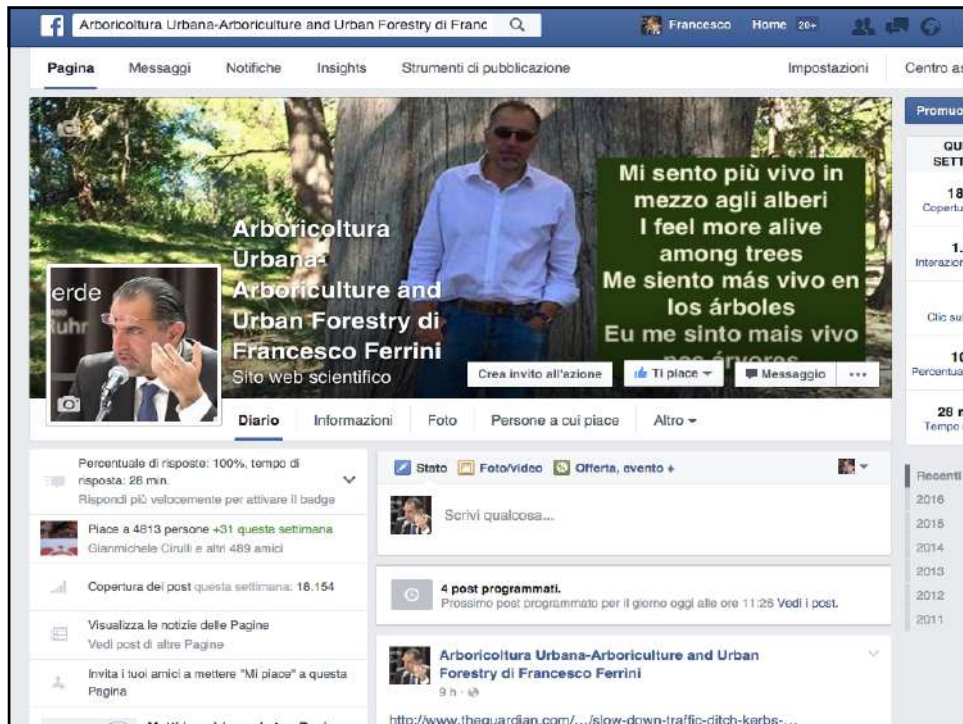 Arboricoltura Urbana-Arboriculture and Urban Forestry di Franc
Francesco Home 20+
Pagina Messaggi Notifiche Insights Strumenti di pubblicazione Impostazioni Centro as
Promuo
QU
SETT
18
Copertu
1.
Interazion
Clic su
10
Percentua
28 m
Tempo
Mi sento più vivo in
mezzo agli alberi
I feel more alive
among trees
Me siento más vivo en
los árboles
Eu me sinto mais vivo
nos árvores
erde
Ruhr
Arboricoltura
Urbana-
Arboriculture and
Urban Forestry di
Francesco Ferrini
Sito web scientifico
Crea invito all'azione Ti piace Messaggio •••
Diario Informazioni Foto Persone a cui piace Altro
Percentuale di risposte: 100%, tempo di
risposta: 28 min.
Rispondi più velocemente per attivare il badge
Piace a 4813 persone +31 questa settimana
Gianmichele Cirulli e altri 489 amici
Copertura dei post questa settimana: 18.154
Visualizza le notizie delle Pagine
Vedi post di altre Pagine
Invita i tuoi amici a mettere "Mi piace" a questa
Pagina
Stato Foto/video Offerta, evento +
Scrivi qualcosa...
4 post programmati.
Prossimo post programmato per il giorno oggi alle ore 11:26 Vedi i post.
Arboricoltura Urbana-Arboriculture and Urban
Forestry di Francesco Ferrini
9 h ·
http://www.theguardian.com/.../slow-down-traffic-ditch-kerbs-...
Recenti
2016
2015
2014
2013
2012
2011